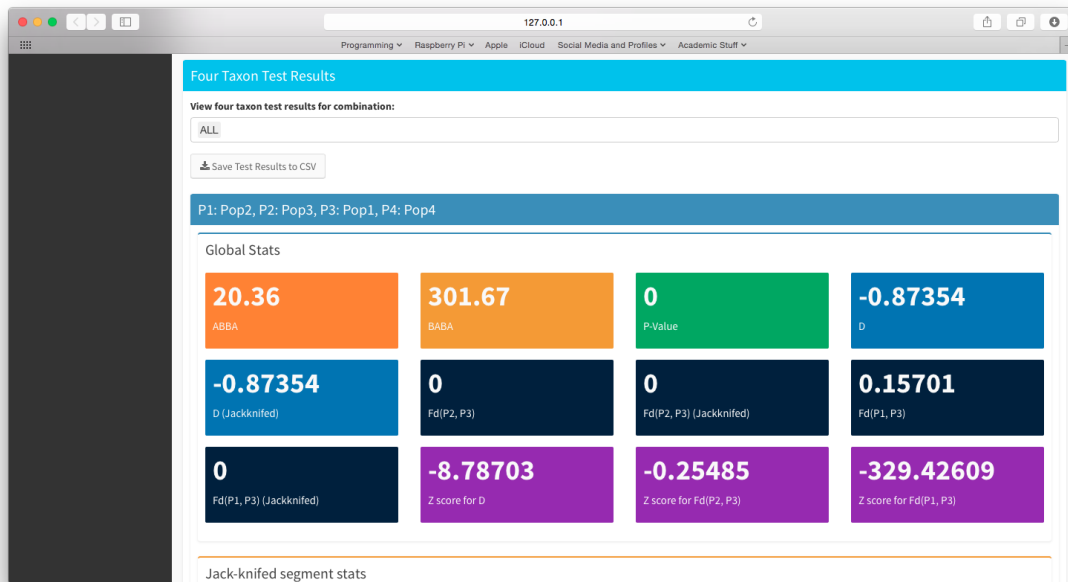 127.0.0.1
Programming Raspberry Pi Apple iCloud Social Media and Profiles Academic Stuff
Four Taxon Test Results
View four taxon test results for combination:
ALL
Save Test Results to CSV
P1: Pop2, P2: Pop3, P3: Pop1, P4: Pop4
Global Stats
20.36
ABBA
301.67
BABA
0
P-Value
-0.87354
D
-0.87354
D (Jackknifed)
0
Fd(P2, P3)
0
Fd(P2, P3) (Jackknifed)
0.15701
Fd(P1, P3)
0
Fd(P1, P3) (Jackknifed)
-8.78703
Z score for D
-0.25485
Z score for Fd(P2, P3)
-329.42609
Z score for Fd(P1, P3)
Jack-knifed segment stats